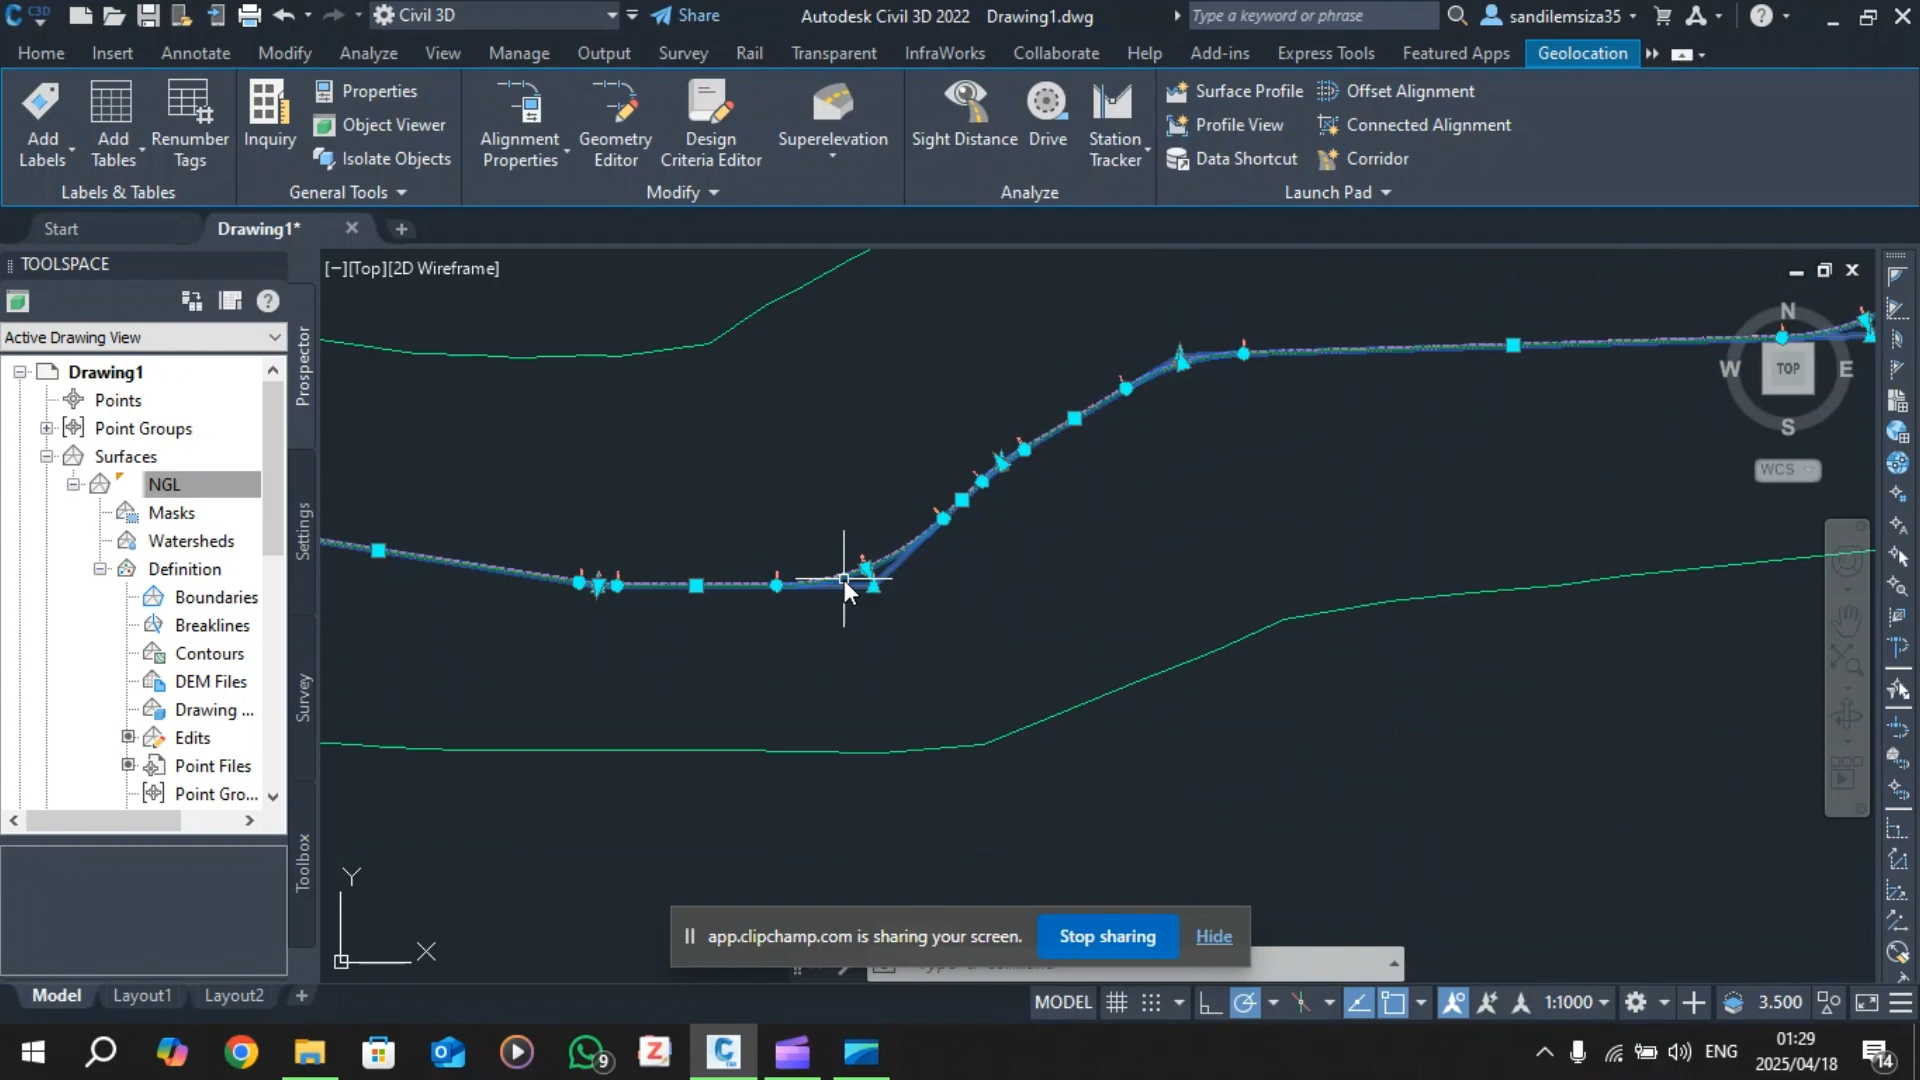 C3D
Civil 3D
Share
Autodesk Civil 3D 2022 Drawing1.dwg
Type a keyword or phrase
sandilemsiza35
Home Insert Annotate Modify Analyze View Manage Output Survey Rail Transparent InfraWorks Collaborate Help Add-ins Express Tools Featured Apps Geolocation
Add Labels
Add Tables
Renumber Tags
Labels & Tables
Inquiry
Properties
Object Viewer
Isolate Objects
General Tools
Alignment Properties
Geometry Editor
Design Criteria Editor
Superelevation
Modify
Sight Distance
Drive
Station Tracker
Analyze
Surface Profile
Profile View
Data Shortcut
Offset Alignment
Connected Alignment
Corridor
Launch Pad
Start
Drawing1*
TOOLSPACE
[−][Top][2D Wireframe]
Active Drawing View
Drawing1
Points
Point Groups
Surfaces
NGL
Masks
Watersheds
Definition
Boundaries
Breaklines
Contours
DEM Files
Drawing ...
Edits
Point Files
Point Gro...
Prospector
Settings
Survey
Toolbox
N
W
TOP
E
S
WCS
Y
X
app.clipchamp.com is sharing your screen.
Stop sharing
Hide
Model
Layout1
Layout2
MODEL
1:1000
3.500
9
ENG
01:29
2025/04/18
14